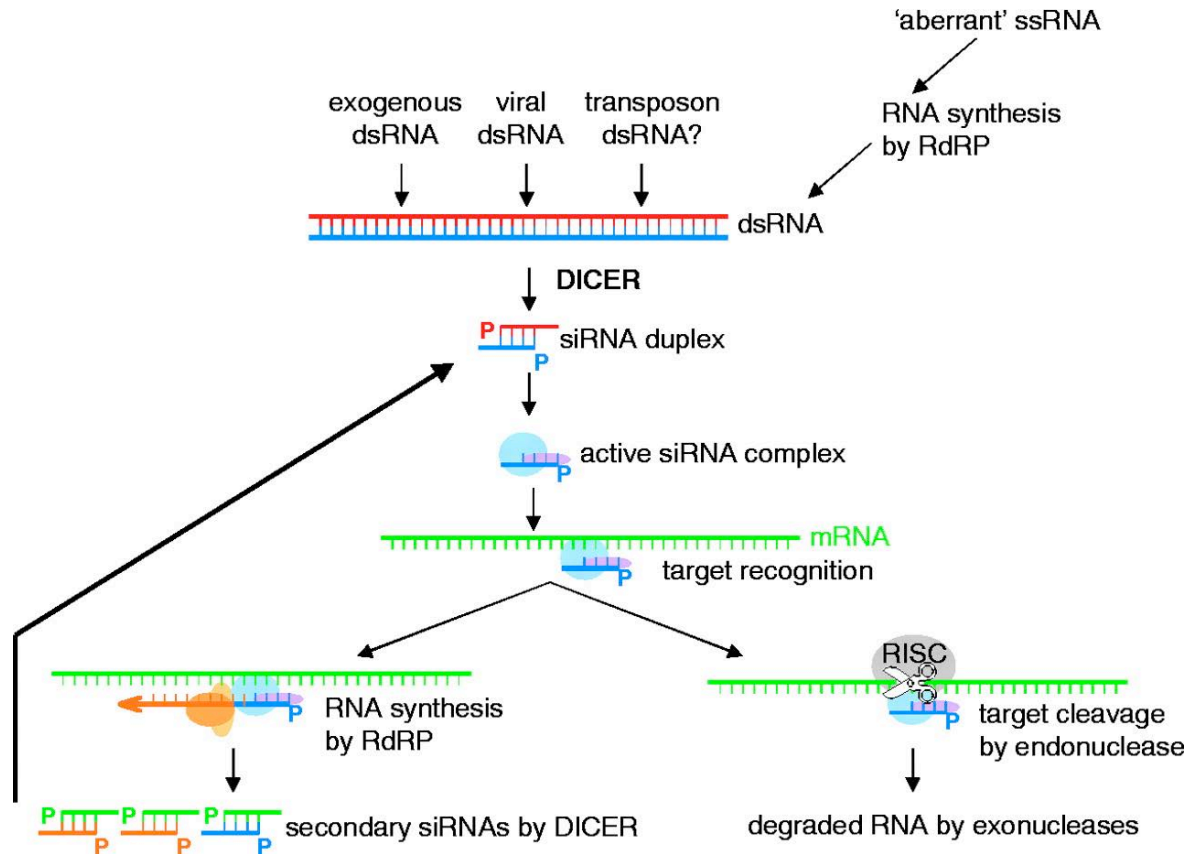 ‘aberrant’ ssRNA
exogenous
dsRNA
viral
dsRNA
transposon
dsRNA?
RNA synthesis
by RdRP
dsRNA
DICER
P
siRNA duplex
P
active siRNA complex
P
mRNA
target recognition
P
RNA synthesis
by RdRP
P
RISC
target cleavage
by endonuclease
P
P P P
secondary siRNAs by DICER
P P P
degraded RNA by exonucleases